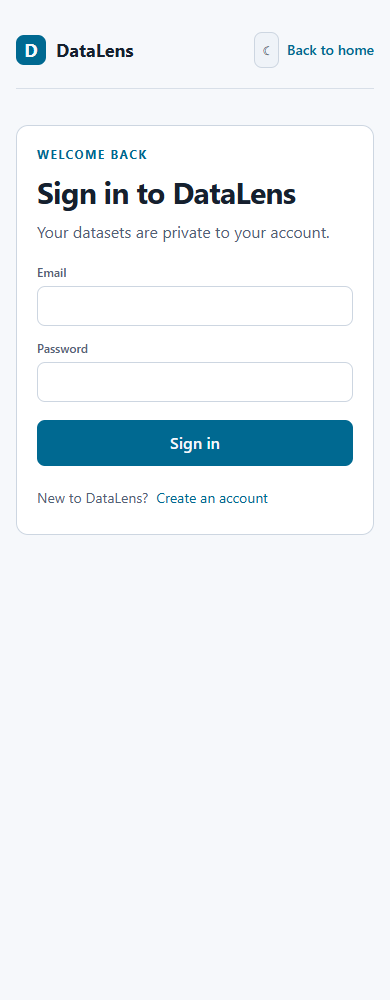 D DataLens
☾ Back to home
WELCOME BACK
Sign in to DataLens
Your datasets are private to your account.
Email
Password
Sign in
New to DataLens? Create an account